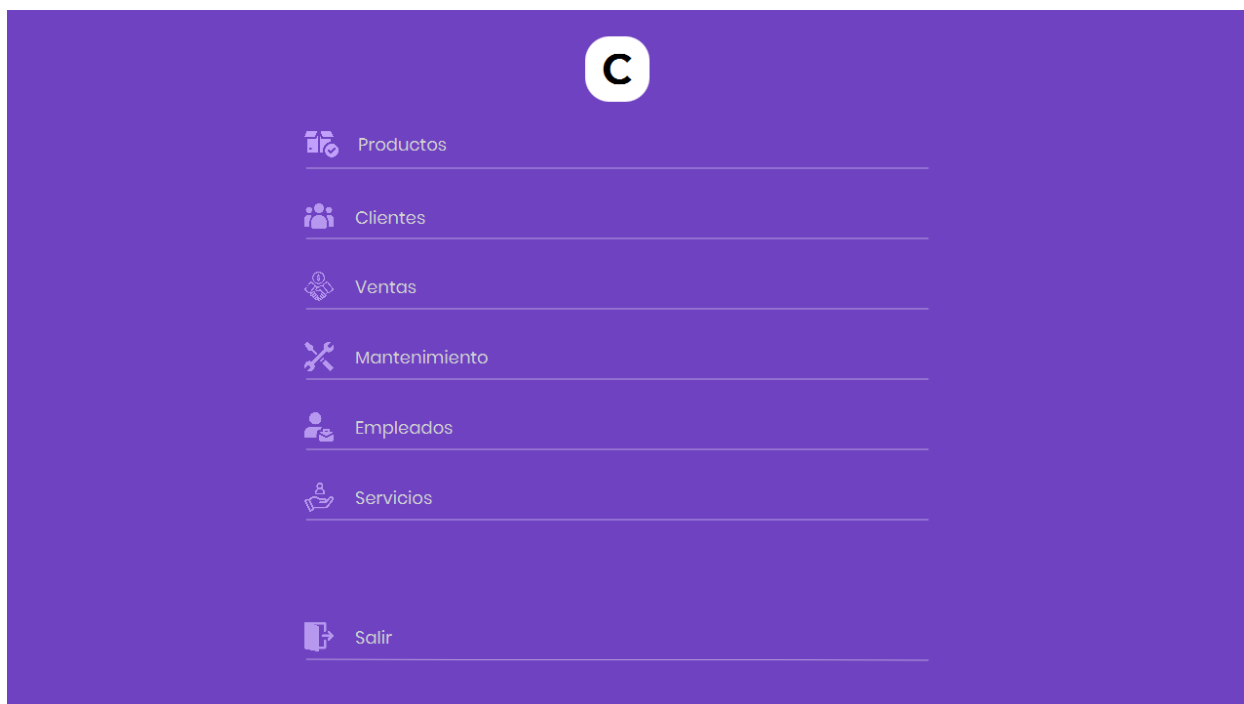 C
Productos
Clientes
Ventas
Mantenimiento
Empleados
Servicios
Salir